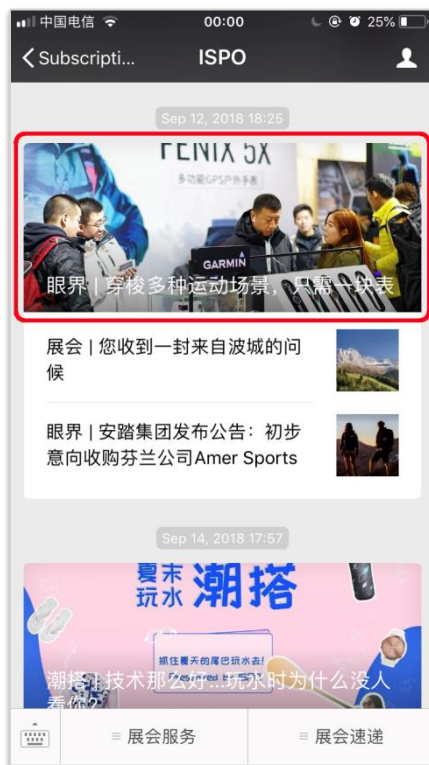 中国电信
00:00
25%
Subscripti...
ISPO
Sep 12, 2018 18:25
FENIX 5X
多功能GPS户外手表
GARMIN
眼界 | 穿梭多种运动场景，只需一块表
展会 | 您收到一封来自波城的问
候
眼界 | 安踏集团发布公告：初步
意向收购芬兰公司Amer Sports
Sep 14, 2018 17:57
夏末
玩水
潮搭
抓住夏天的尾巴玩水去!
潮搭 | 技术那么好...玩水时为什么没人
看你?
展会服务
展会速递